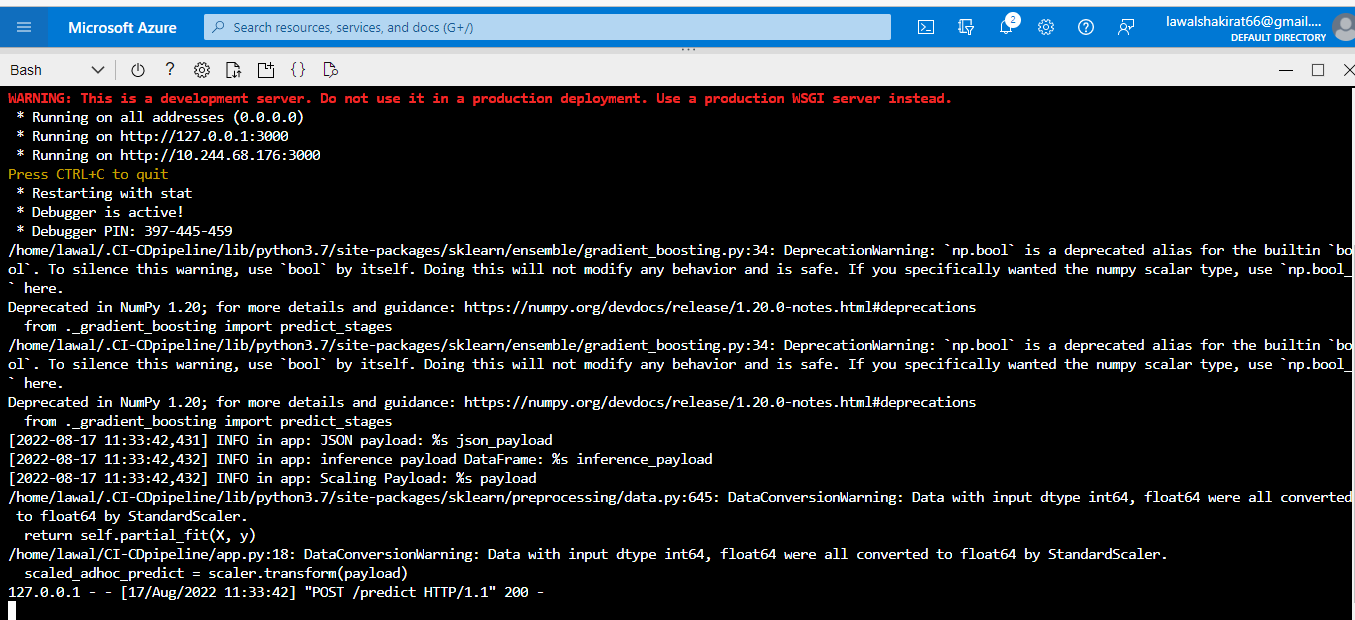 Microsoft Azure
Search resources, services, and docs (G+/)
2
lawalshakirat66@gmail....
DEFAULT DIRECTORY
Bash
WARNING: This is a development server. Do not use it in a production deployment. Use a production WSGI server instead.
* Running on all addresses (0.0.0.0)
* Running on http://127.0.0.1:3000
* Running on http://10.244.68.176:3000
Press CTRL+C to quit
* Restarting with stat
* Debugger is active!
* Debugger PIN: 397-445-459
/home/lawal/.CI-CDpipeline/lib/python3.7/site-packages/sklearn/ensemble/gradient_boosting.py:34: DeprecationWarning: `np.bool` is a deprecated alias for the builtin `bo
ol`. To silence this warning, use `bool` by itself. Doing this will not modify any behavior and is safe. If you specifically wanted the numpy scalar type, use `np.bool_
` here.
Deprecated in NumPy 1.20; for more details and guidance: https://numpy.org/devdocs/release/1.20.0-notes.html#deprecations
from ._gradient_boosting import predict_stages
/home/lawal/.CI-CDpipeline/lib/python3.7/site-packages/sklearn/ensemble/gradient_boosting.py:34: DeprecationWarning: `np.bool` is a deprecated alias for the builtin `bo
ol`. To silence this warning, use `bool` by itself. Doing this will not modify any behavior and is safe. If you specifically wanted the numpy scalar type, use `np.bool_
` here.
Deprecated in NumPy 1.20; for more details and guidance: https://numpy.org/devdocs/release/1.20.0-notes.html#deprecations
from ._gradient_boosting import predict_stages
[2022-08-17 11:33:42,431] INFO in app: JSON payload: %s json_payload
[2022-08-17 11:33:42,432] INFO in app: inference payload DataFrame: %s inference_payload
[2022-08-17 11:33:42,432] INFO in app: Scaling Payload: %s payload
/home/lawal/.CI-CDpipeline/lib/python3.7/site-packages/sklearn/preprocessing/data.py:645: DataConversionWarning: Data with input dtype int64, float64 were all converted
to float64 by StandardScaler.
return self.partial_fit(X, y)
/home/lawal/CI-CDpipeline/app.py:18: DataConversionWarning: Data with input dtype int64, float64 were all converted to float64 by StandardScaler.
scaled_adhoc_predict = scaler.transform(payload)
127.0.0.1 - - [17/Aug/2022 11:33:42] "POST /predict HTTP/1.1" 200 -